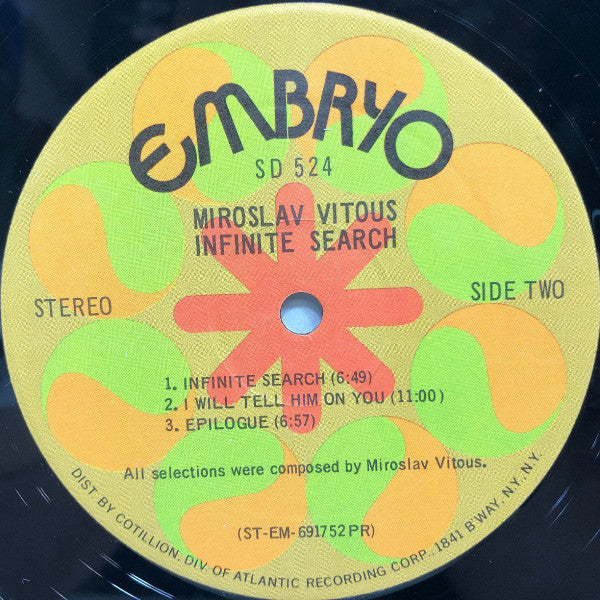 EMBRYO
SD 524
MIROSLAV VITOUS
INFINITE SEARCH
STEREO
SIDE TWO
1. INFINITE SEARCH (6:49)
2. I WILL TELL HIM ON YOU (11:00)
3. EPILOGUE (6:57)
All selections were composed by Miroslav Vitous.
(ST-EM-691752PR)
DIST. BY COTILLION, DIV. OF ATLANTIC RECORDING CORP., 1841 B'WAY, N.Y. N.Y.